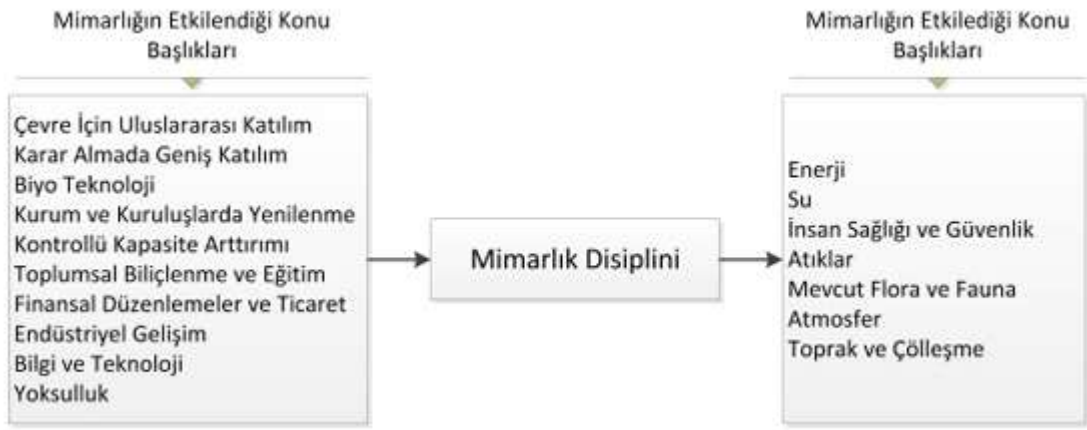 Mimarlığın Etkilendiği Konu
Başlıkları
Çevre İçin Uluslararası Katılım
Karar Almada Geniş Katılım
Biyo Teknoloji
Kurum ve Kuruluşlarda Yenilenme
Kontrollü Kapasite Arttırımı
Toplumsal Biliçlenme ve Eğitim
Finansal Düzenlemeler ve Ticaret
Endüstriyel Gelişim
Bilgi ve Teknoloji
Yoksulluk
Mimarlık Disiplini
Mimarlığın Etkilediği Konu
Başlıkları
Enerji
Su
İnsan Sağlığı ve Güvenlik
Atıklar
Mevcut Flora ve Fauna
Atmosfer
Toprak ve Çölleşme